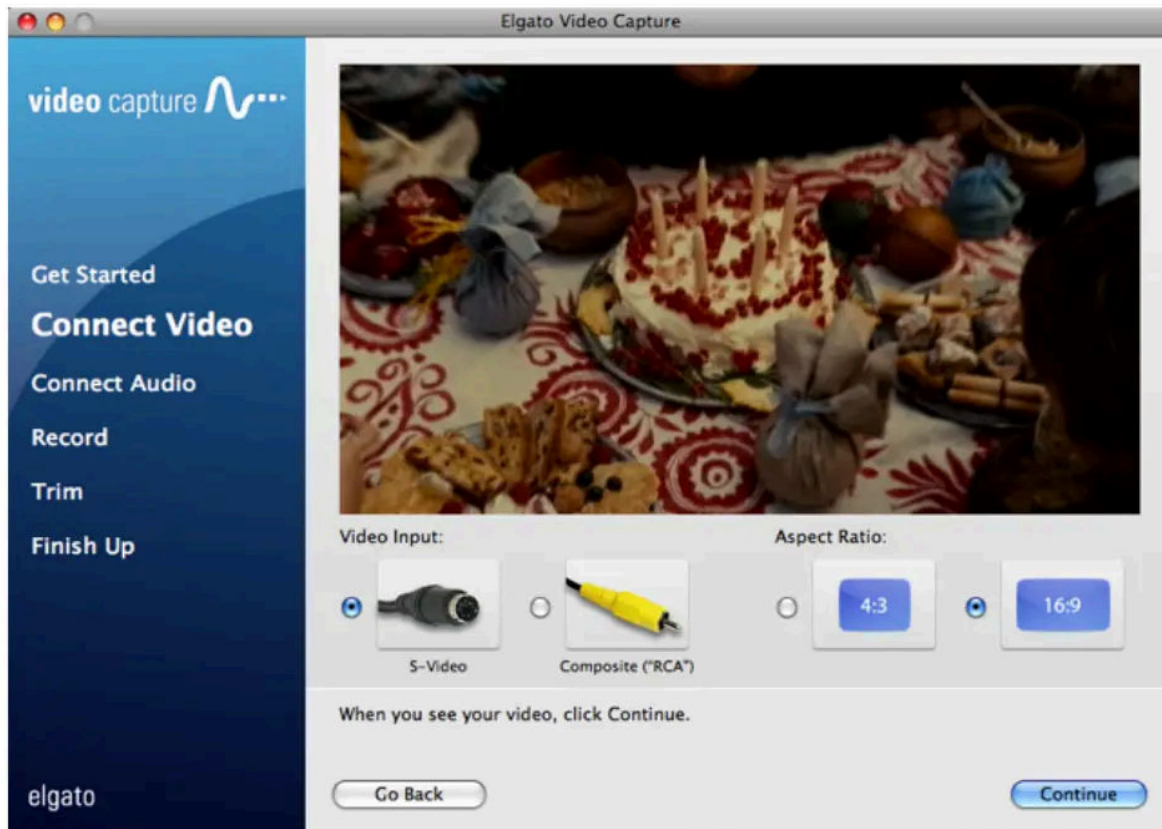 Elgato Video Capture
video capture
Get Started
Connect Video
Connect Audio
Record
Trim
Finish Up
elgato
Video Input:
S-Video
Composite ("RCA")
Aspect Ratio:
4:3
16:9
When you see your video, click Continue.
Go Back
Continue